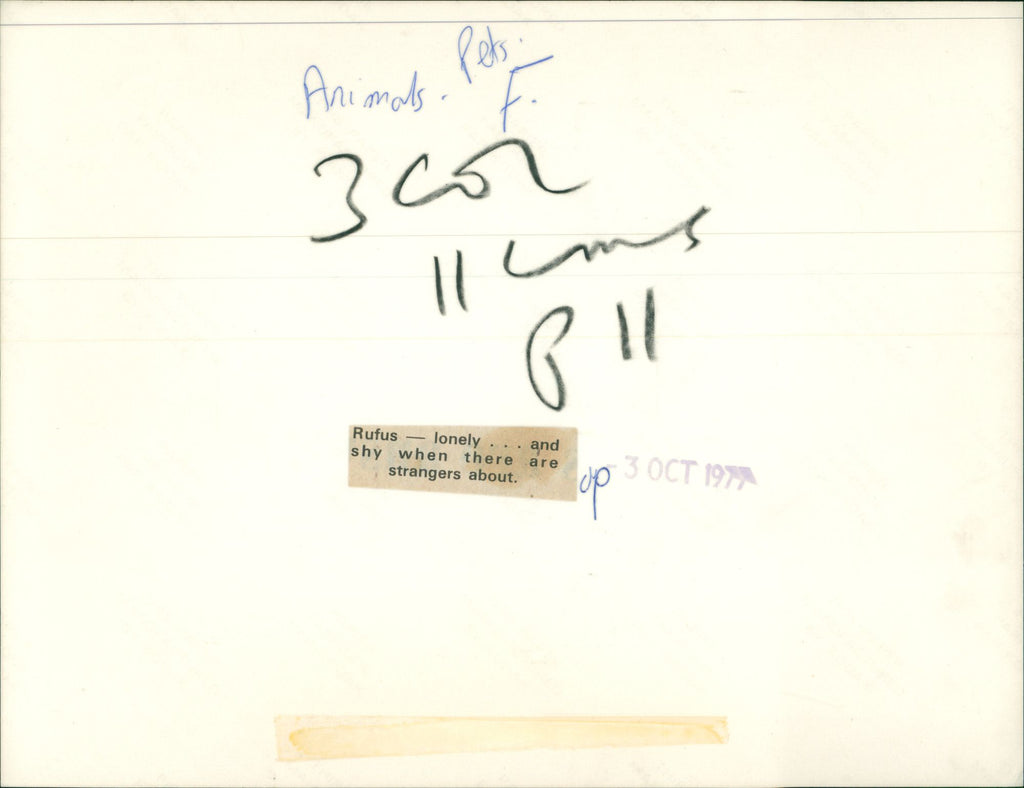 Animals. Pets.
F.
3 col
11 cms
P 11
Rufus — lonely . . . and
shy when there are
strangers about.
op - 3 OCT 1977